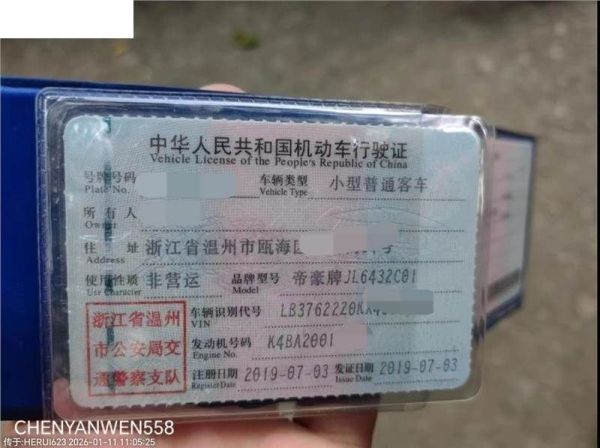 中华人民共和国机动车行驶证
Vehicle License of the People's Republic of China
号牌号码 车辆类型 小型普通客车
Plate No. Vehicle Type
所有人
Owner
住址 浙江省温州市瓯海区
Address
使用性质 非营运 品牌型号 帝豪牌JL6432C01
Use Character Model
浙江省温州市公安局交通警察支队
车辆识别代号 LB3762220KX4
VIN
发动机号码 K4BA2001
Engine No.
注册日期 2019-07-03 发证日期 2019-07-03
Register Date Issue Date
CHENYANWEN558
传于:HERUI623 2026-01-11 11:05:25